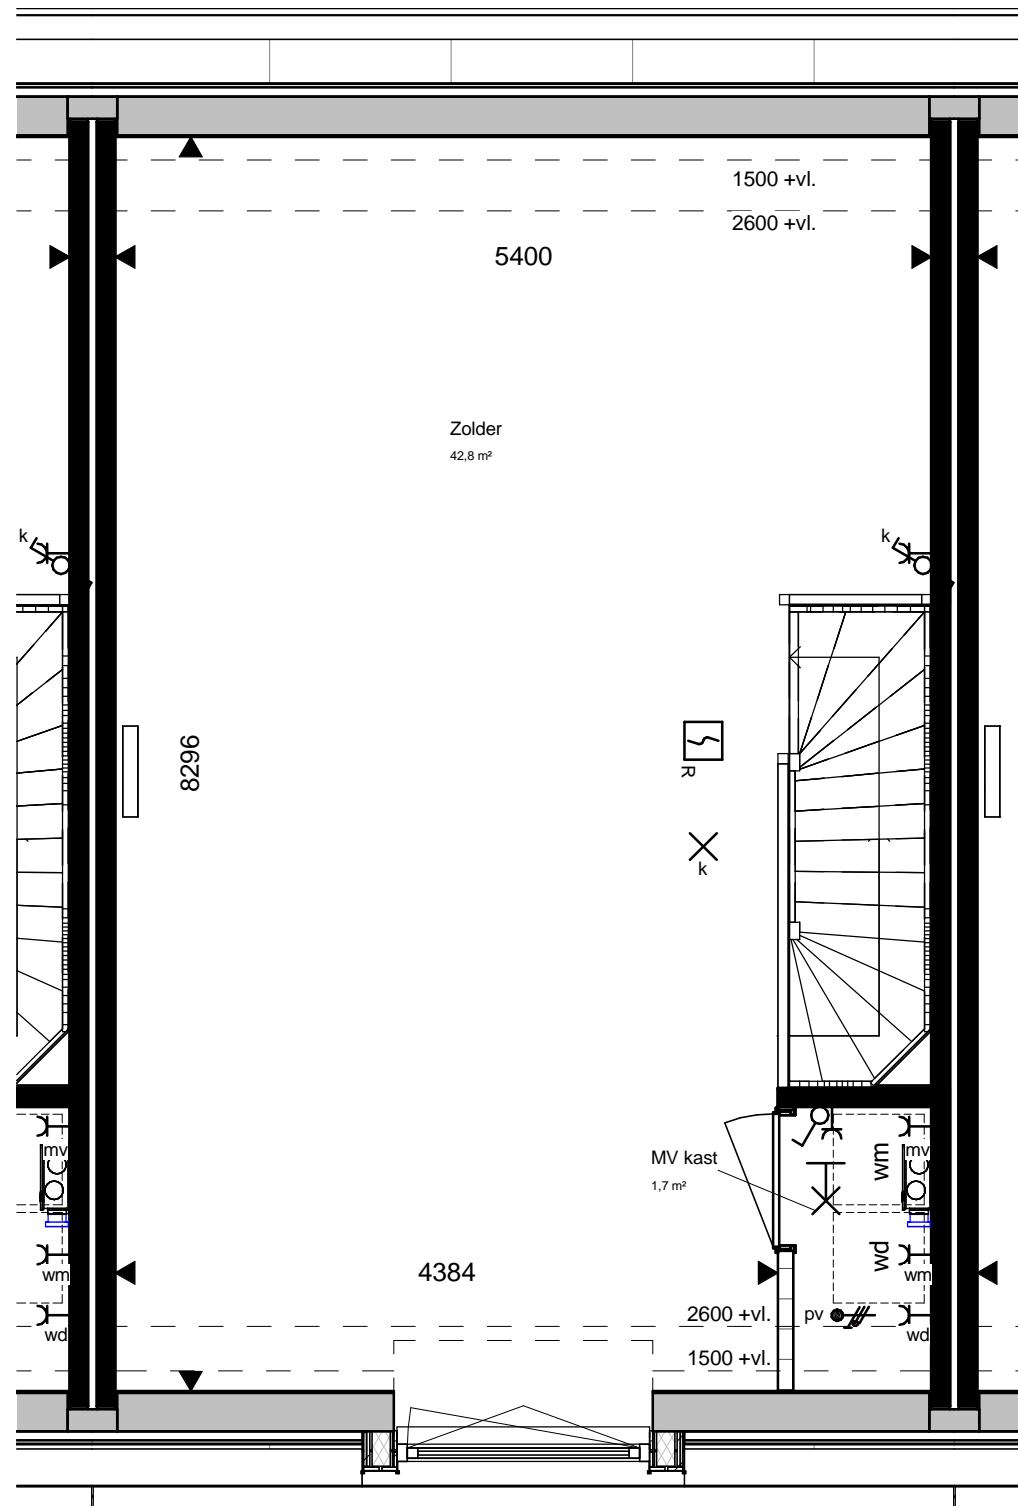 1500 +vl.
2600 +vl.
5400
Zolder
42,8 m²
k
k
8296
R
k
mv
MV kast
1,7 m²
wm
mv
wd
wm
4384
wm
2600 +vl.
pv
wd
wd
1500 +vl.